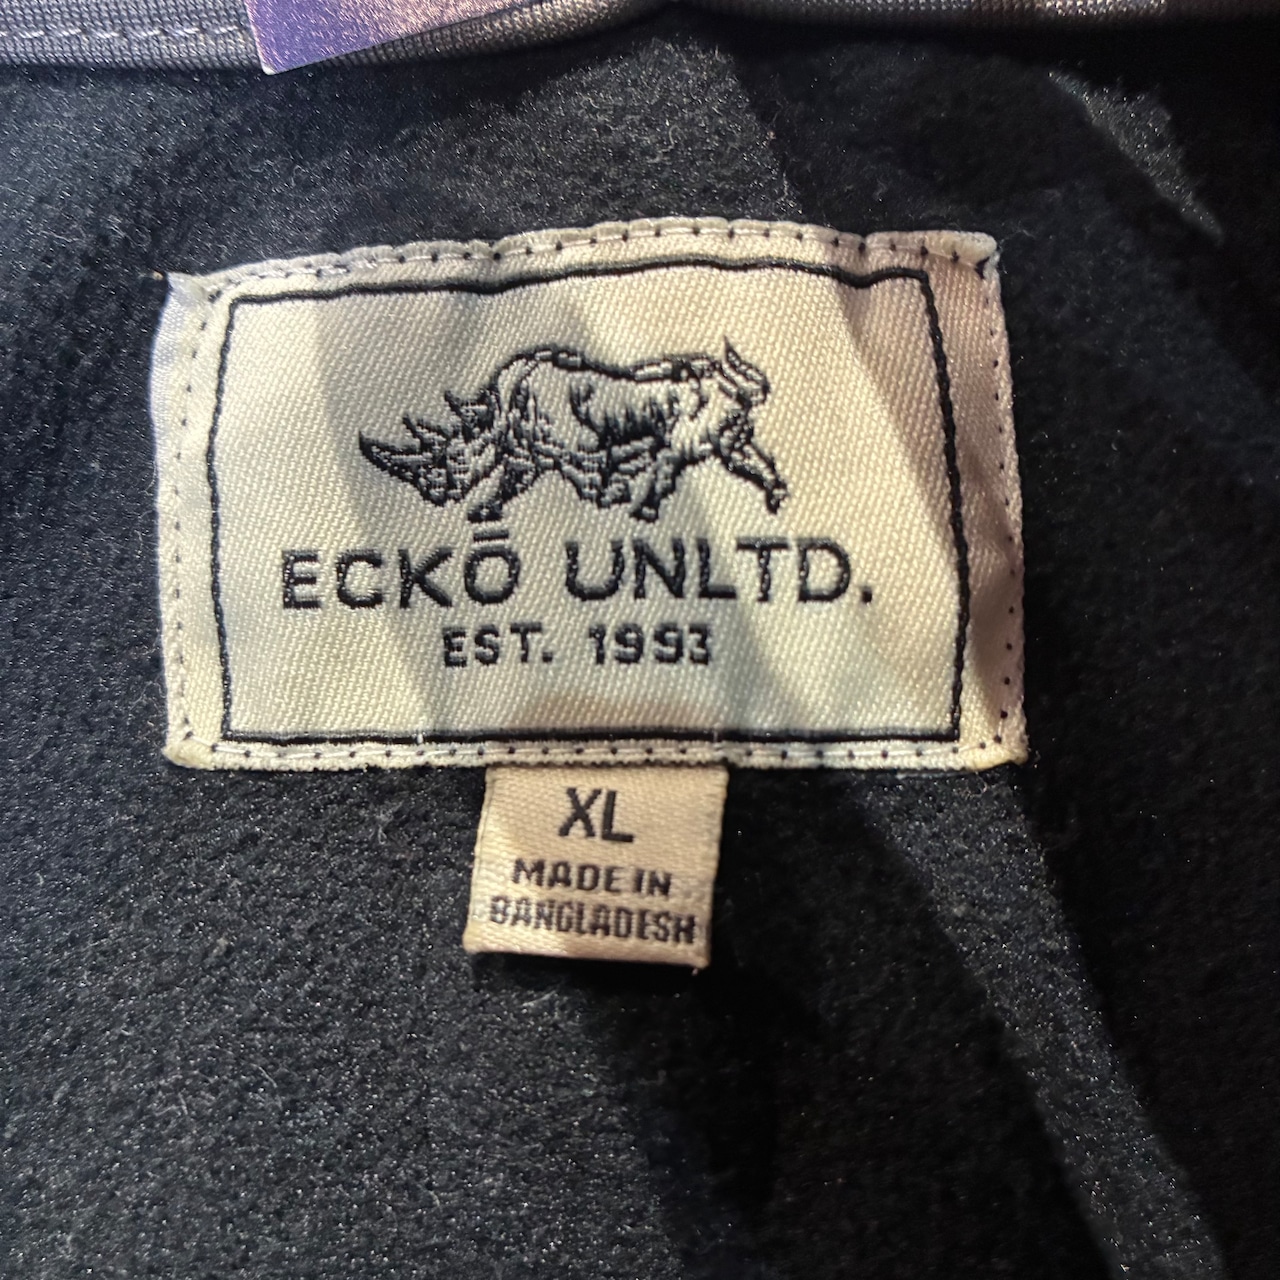 ECKŌ UNLTD.
EST. 1993
XL
MADE IN
BANGLADESH